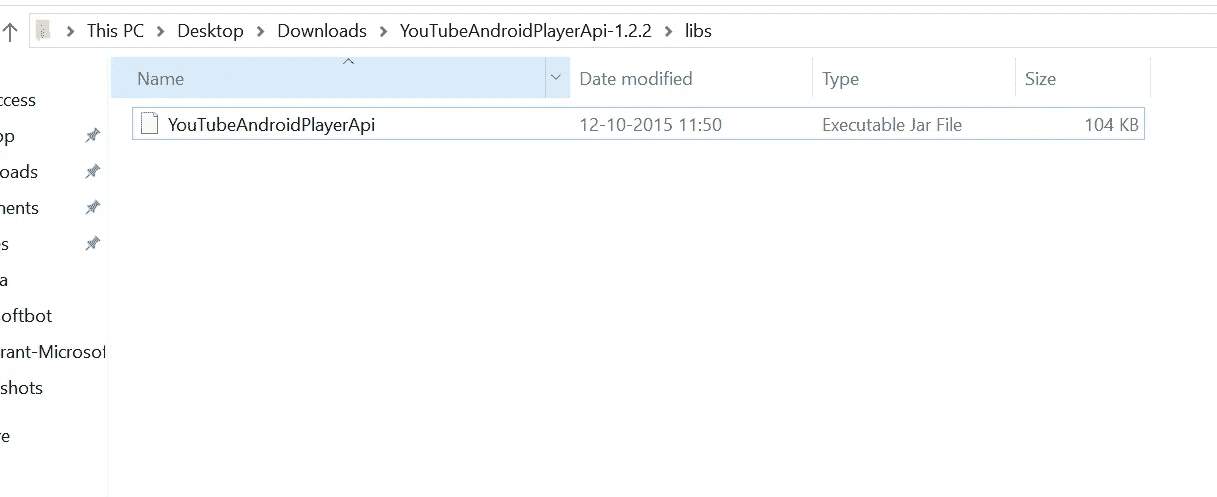 This PC > Desktop > Downloads > YouTubeAndroidPlayerApi-1.2.2 > libs
Name Date modified Type Size
YouTubeAndroidPlayerApi 12-10-2015 11:50 Executable Jar File 104 KB
ccess
op
oads
ments
s
a
oftbot
rant-Microsof
shots
re